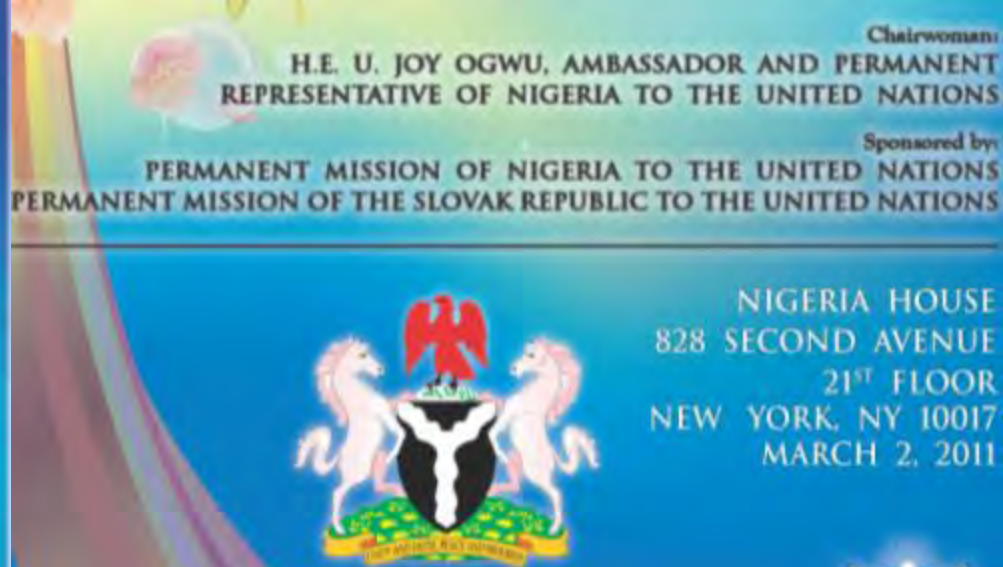 Chairwoman:
H.E. U. JOY OGWU, AMBASSADOR AND PERMANENT
REPRESENTATIVE OF NIGERIA TO THE UNITED NATIONS
Sponsored by:
PERMANENT MISSION OF NIGERIA TO THE UNITED NATIONS
PERMANENT MISSION OF THE SLOVAK REPUBLIC TO THE UNITED NATIONS
NIGERIA HOUSE
828 SECOND AVENUE
21ST FLOOR
NEW YORK, NY 10017
MARCH 2, 2011